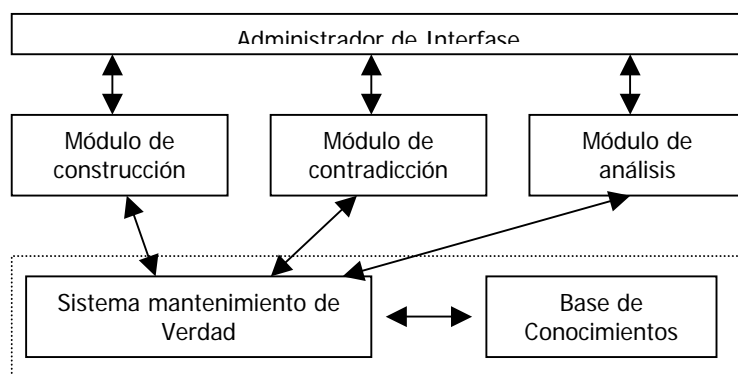 Administrador de Interfase
Módulo de
construcción
Módulo de
contradicción
Módulo de
análisis
Sistema mantenimiento de
Verdad
Base de
Conocimientos